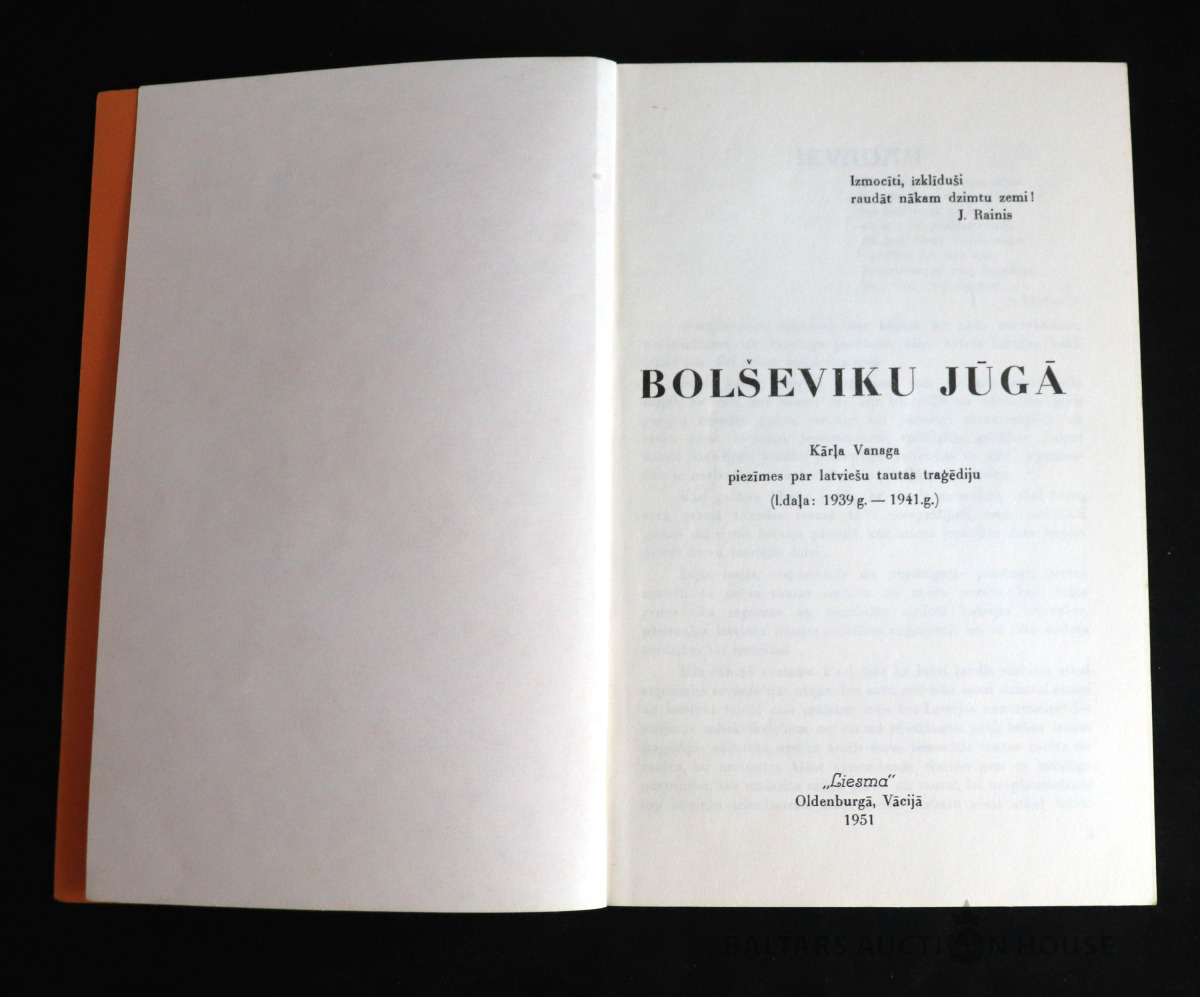 Izmocīti, izklīduši
raudāt nākam dzimtu zemi!
J. Rainis
BOLŠEVIKU JŪGĀ
Kārļa Vanaga
piezīmes par latviešu tautas traģēdiju
(I.daļa: 1939 g. — 1941.g.)
„Liesma“
Oldenburgā, Vācijā
1951
BALTARS AUCTION HOUSE